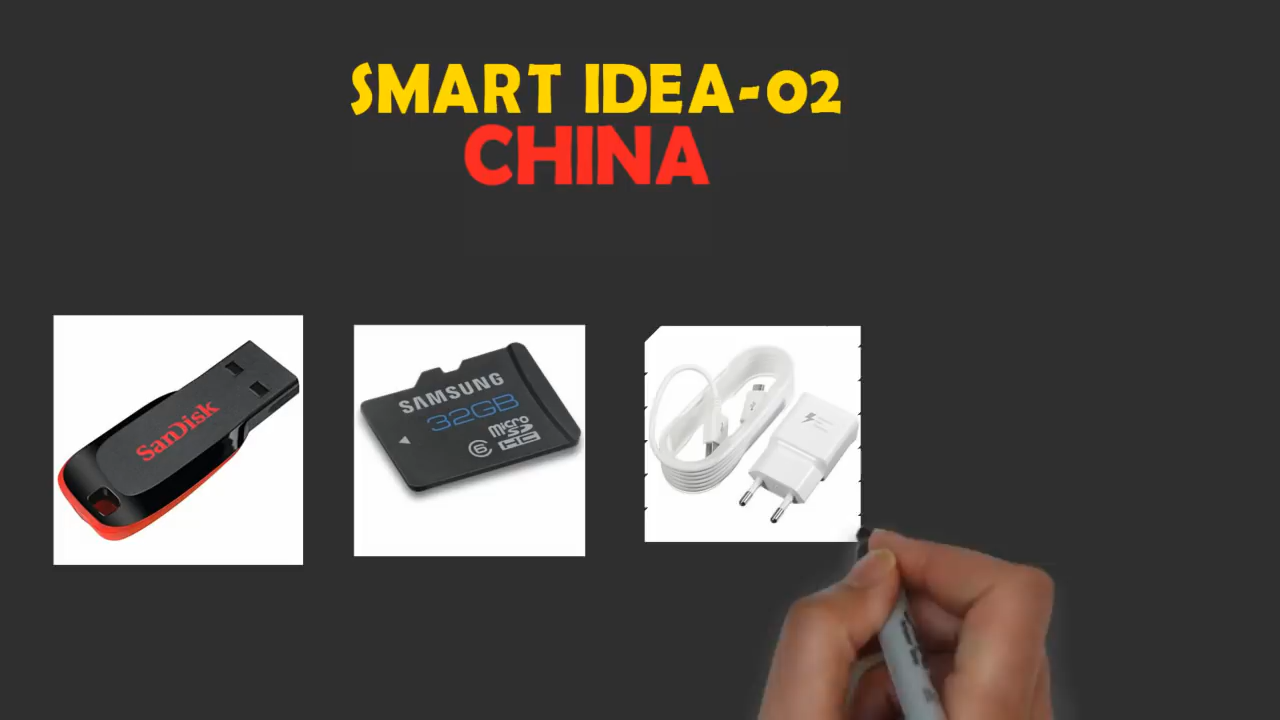 SMART IDEA-02
CHINA
SanDisk
SAMSUNG
32GB
micro
SD
HC
6